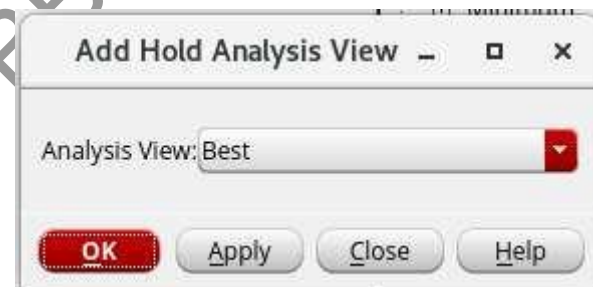 Add Hold Analysis View
Analysis View: Best
OK Apply Close Help